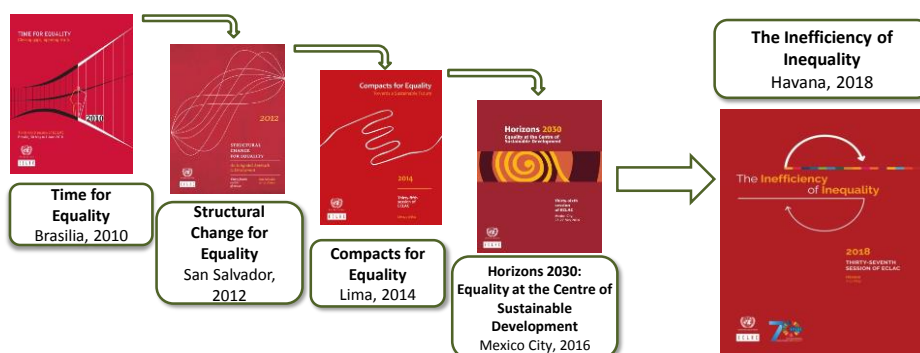 TIME FOR EQUALITY
2010
ECLAC
Time for
Equality
Brasilia, 2010
2012
STRUCTURAL
CHANGE
FOR EQUALITY
Structural
Change for
Equality
San Salvador,
2012
Compacts for Equality
Towards a Sustainable Future
2014
Compacts for
Equality
Lima, 2014
Horizons 2030
Equality at the Centre of
Sustainable Development
Horizons 2030:
Equality at the Centre of
Sustainable
Development
Mexico City, 2016
The Inefficiency of
Inequality
Havana, 2018
The Inefficiency
of Inequality
2018
THIRTY-SEVENTH
SESSION OF ECLAC
ECLAC